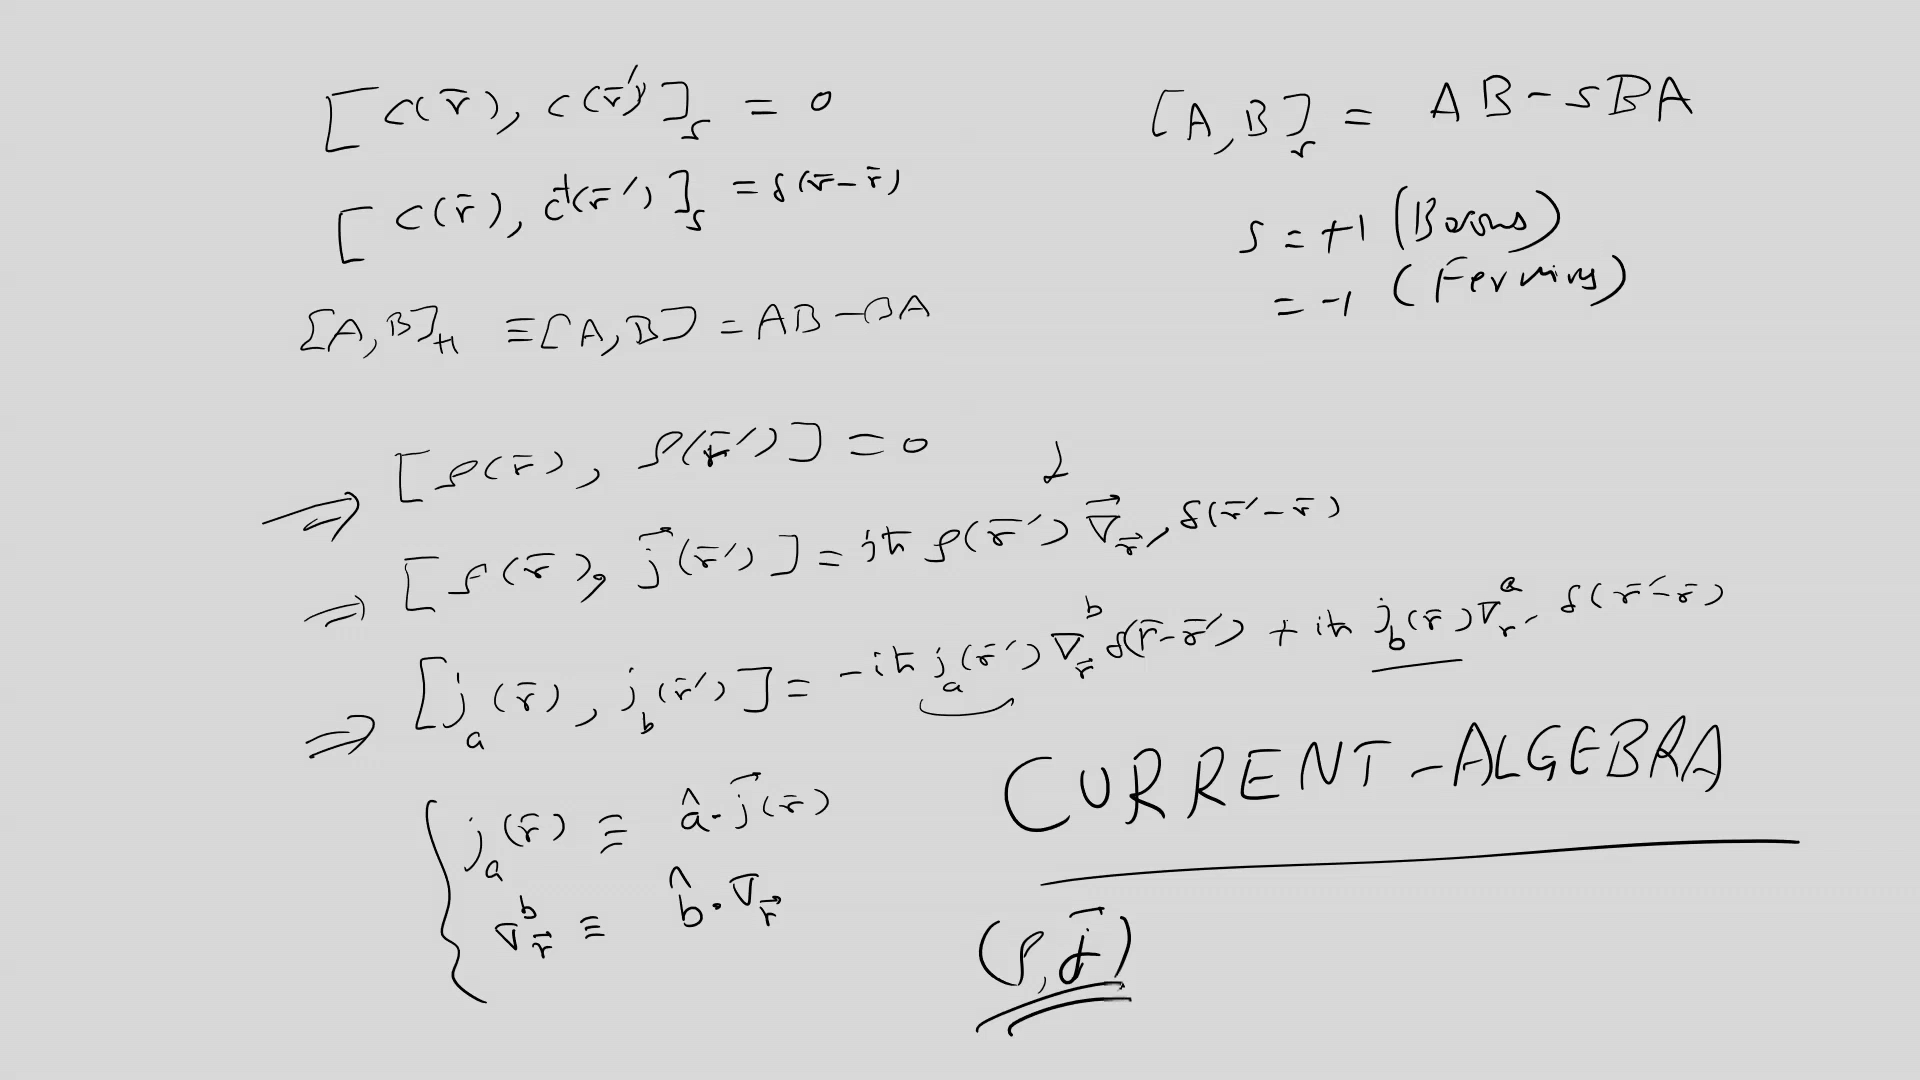 [c(r̄), c(r̄')]_s = 0
[A,B]_s = AB - sBA
[c(r̄), c†(r̄')]_s = δ(r̄-r̄)
s = +1 (Bosons)
= -1 (Fermions)
[A,B]_{+1} ≡ [A,B] = AB - BA
⇒ [ρ(r̄), ρ(r̄')] = 0
⇒ [ρ(r̄), j⃗(r̄')] = iħ ρ(r̄') ∇⃗_{r⃗'} δ(r̄'-r̄)
⇒ [j_a(r̄), j_b(r̄')] = -iħ j_a(r̄') ∇^b_{r⃗} δ(r̄-r̄') + iħ j_b(r̄) ∇^a_{r'} δ(r̄'-r̄)
CURRENT-ALGEBRA
{ j_a(r̄) ≡ â·j⃗(r̄)
∇^b_{r⃗} ≡ b̂·∇_{r⃗}
(ρ, j⃗)